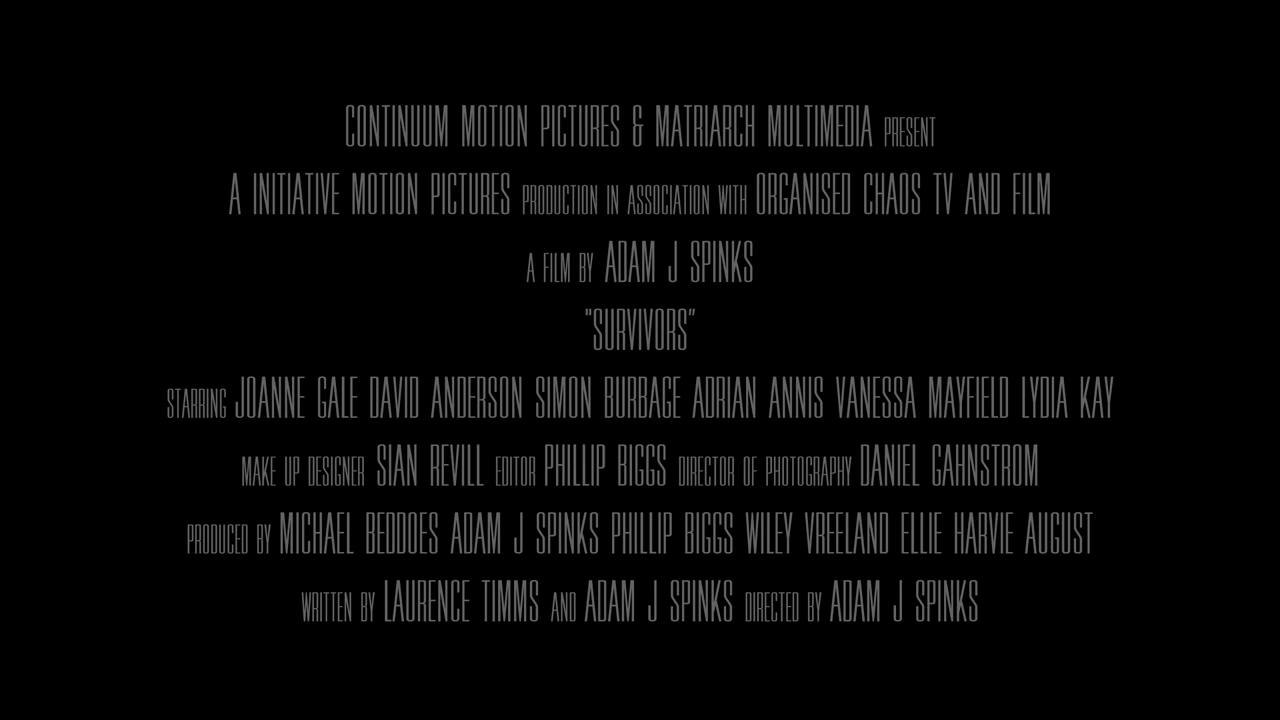 CONTINUUM MOTION PICTURES & MATRIARCH MULTIMEDIA PRESENT
A INITIATIVE MOTION PICTURES PRODUCTION IN ASSOCIATION WITH ORGANISED CHAOS TV AND FILM
A FILM BY ADAM J SPINKS
"SURVIVORS"
STARRING JOANNE GALE DAVID ANDERSON SIMON BURBAGE ADRIAN ANNIS VANESSA MAYFIELD LYDIA KAY
MAKE UP DESIGNER SIAN REVILL EDITOR PHILLIP BIGGS DIRECTOR OF PHOTOGRAPHY DANIEL GAHNSTROM
PRODUCED BY MICHAEL BEDDOES ADAM J SPINKS PHILLIP BIGGS WILEY VREELAND ELLIE HARVIE AUGUST
WRITTEN BY LAURENCE TIMMS AND ADAM J SPINKS DIRECTED BY ADAM J SPINKS